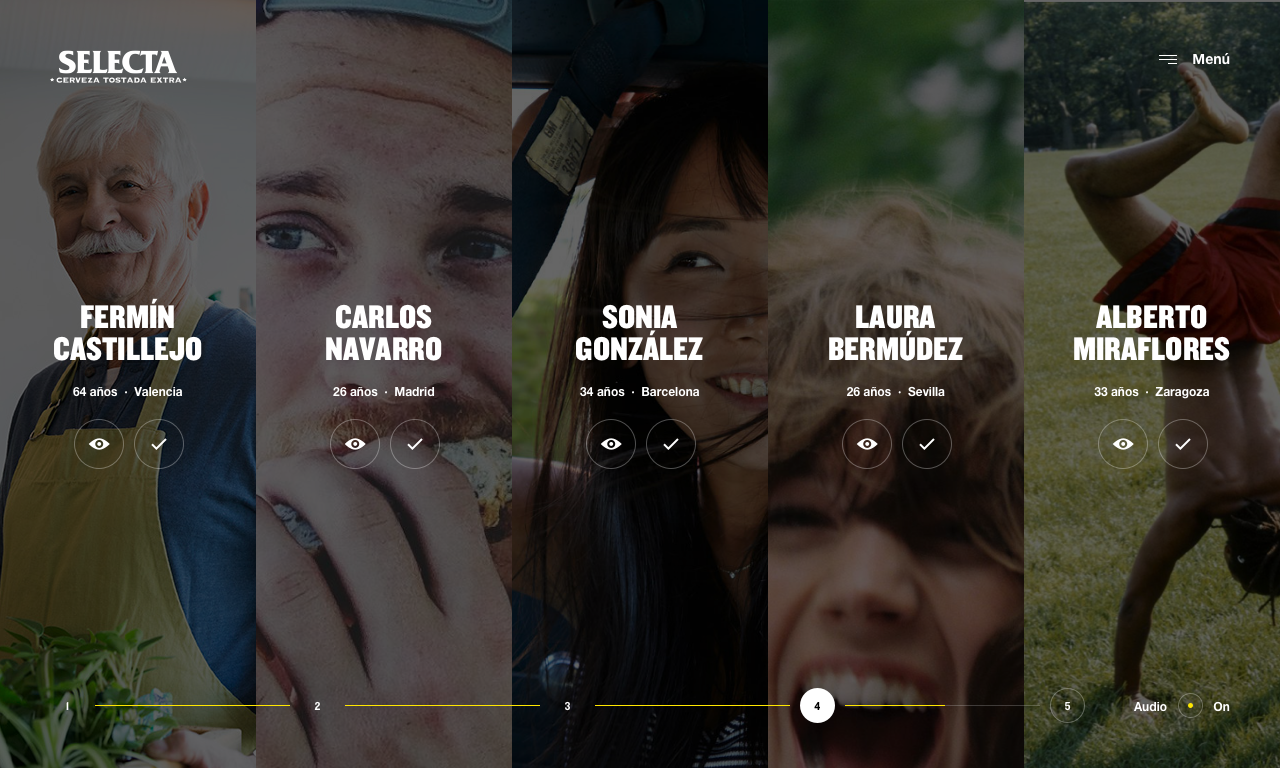 SELECTA
CERVEZA TOSTADA EXTRA
Menú
FERMÍN
CASTILLEJO
64 años · Valencia
CARLOS
NAVARRO
26 años · Madrid
SONIA
GONZÁLEZ
34 años · Barcelona
LAURA
BERMÚDEZ
26 años · Sevilla
ALBERTO
MIRAFLORES
33 años · Zaragoza
1 2 3 4 5
Audio On